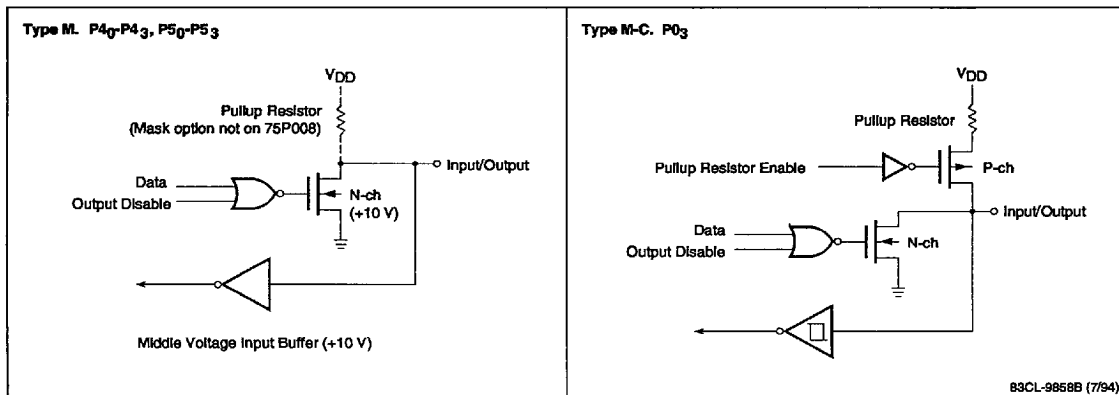 Type M. P40-P43, P50-P53
VDD
Pullup Resistor
(Mask option not on 75P008)
Input/Output
Data
Output Disable
N-ch
(+10 V)
Middle Voltage Input Buffer (+10 V)
Type M-C. P03
VDD
Pullup Resistor
Pullup Resistor Enable
P-ch
Input/Output
Data
Output Disable
N-ch
83CL-9858B (7/94)